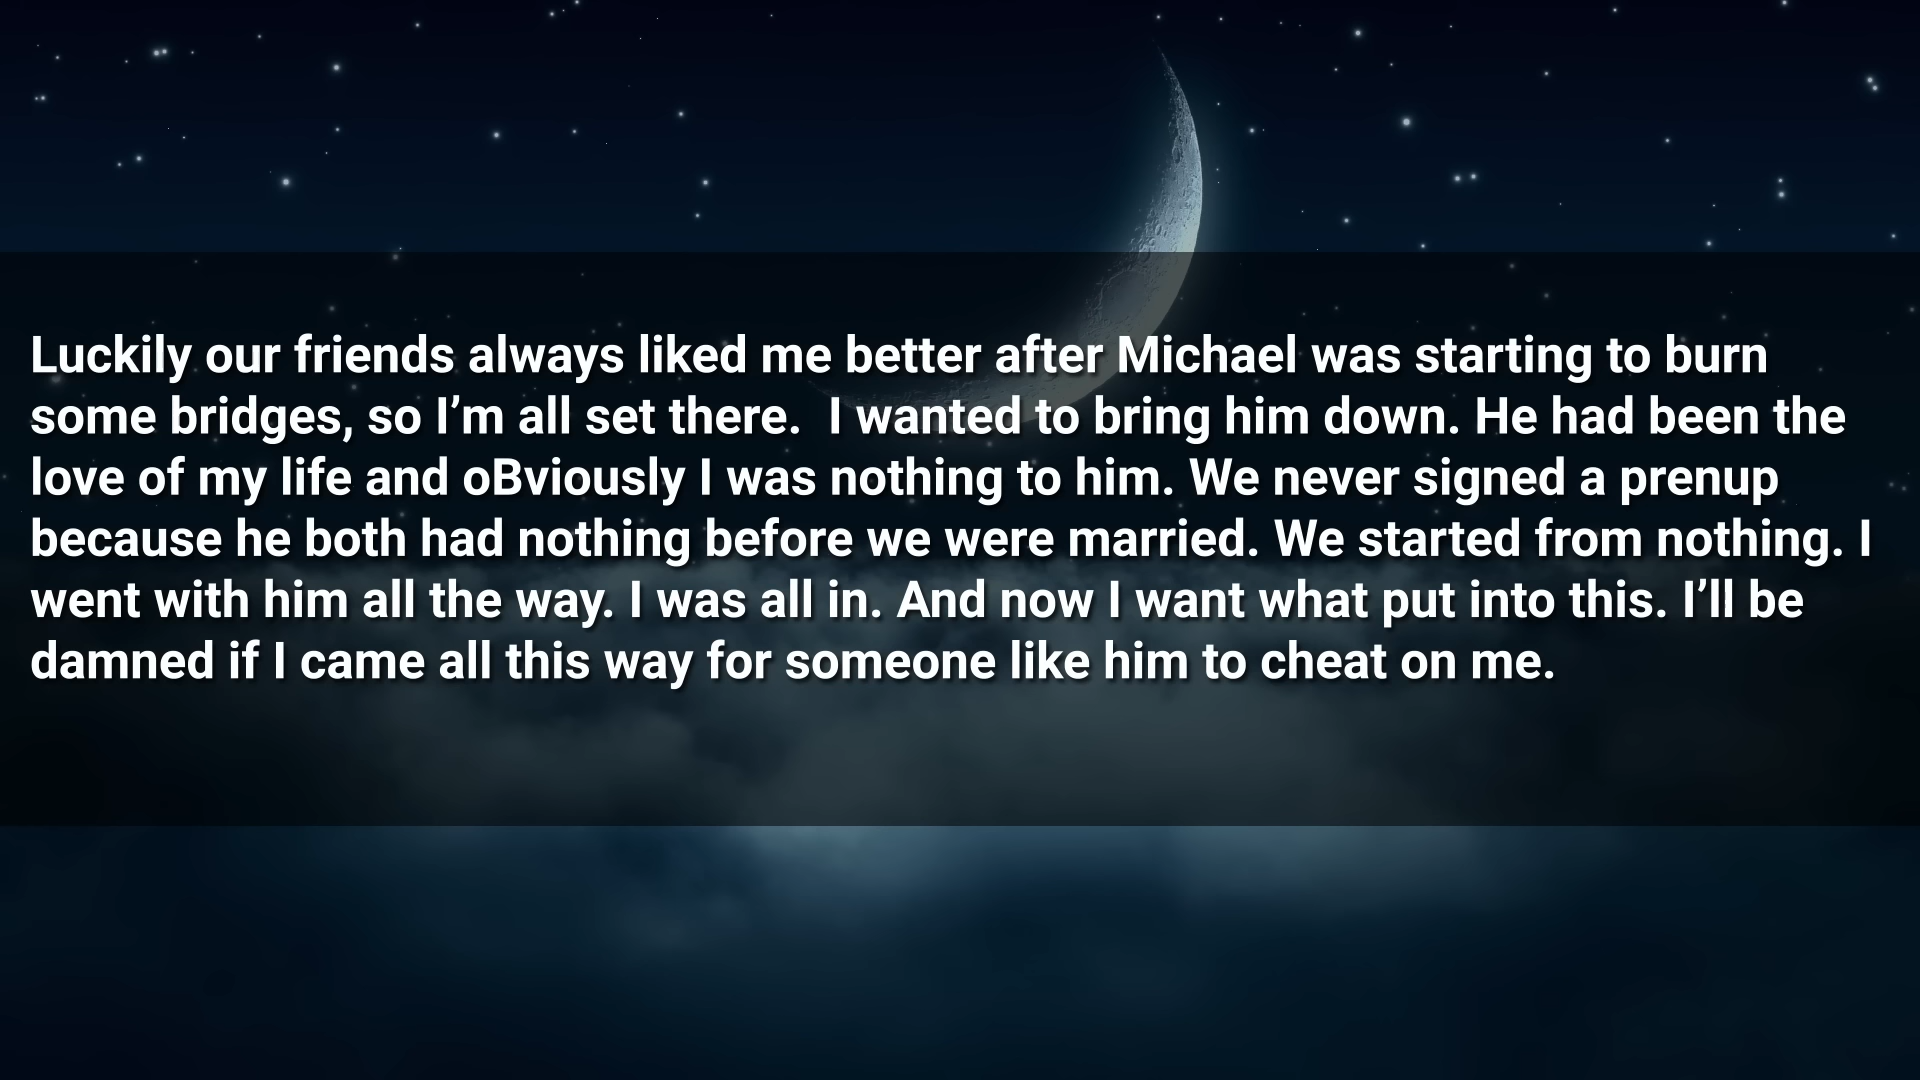 Luckily our friends always liked me better after Michael was starting to burn
some bridges, so I’m all set there.  I wanted to bring him down. He had been the
love of my life and oBviously I was nothing to him. We never signed a prenup
because he both had nothing before we were married. We started from nothing. I
went with him all the way. I was all in. And now I want what put into this. I’ll be
damned if I came all this way for someone like him to cheat on me.